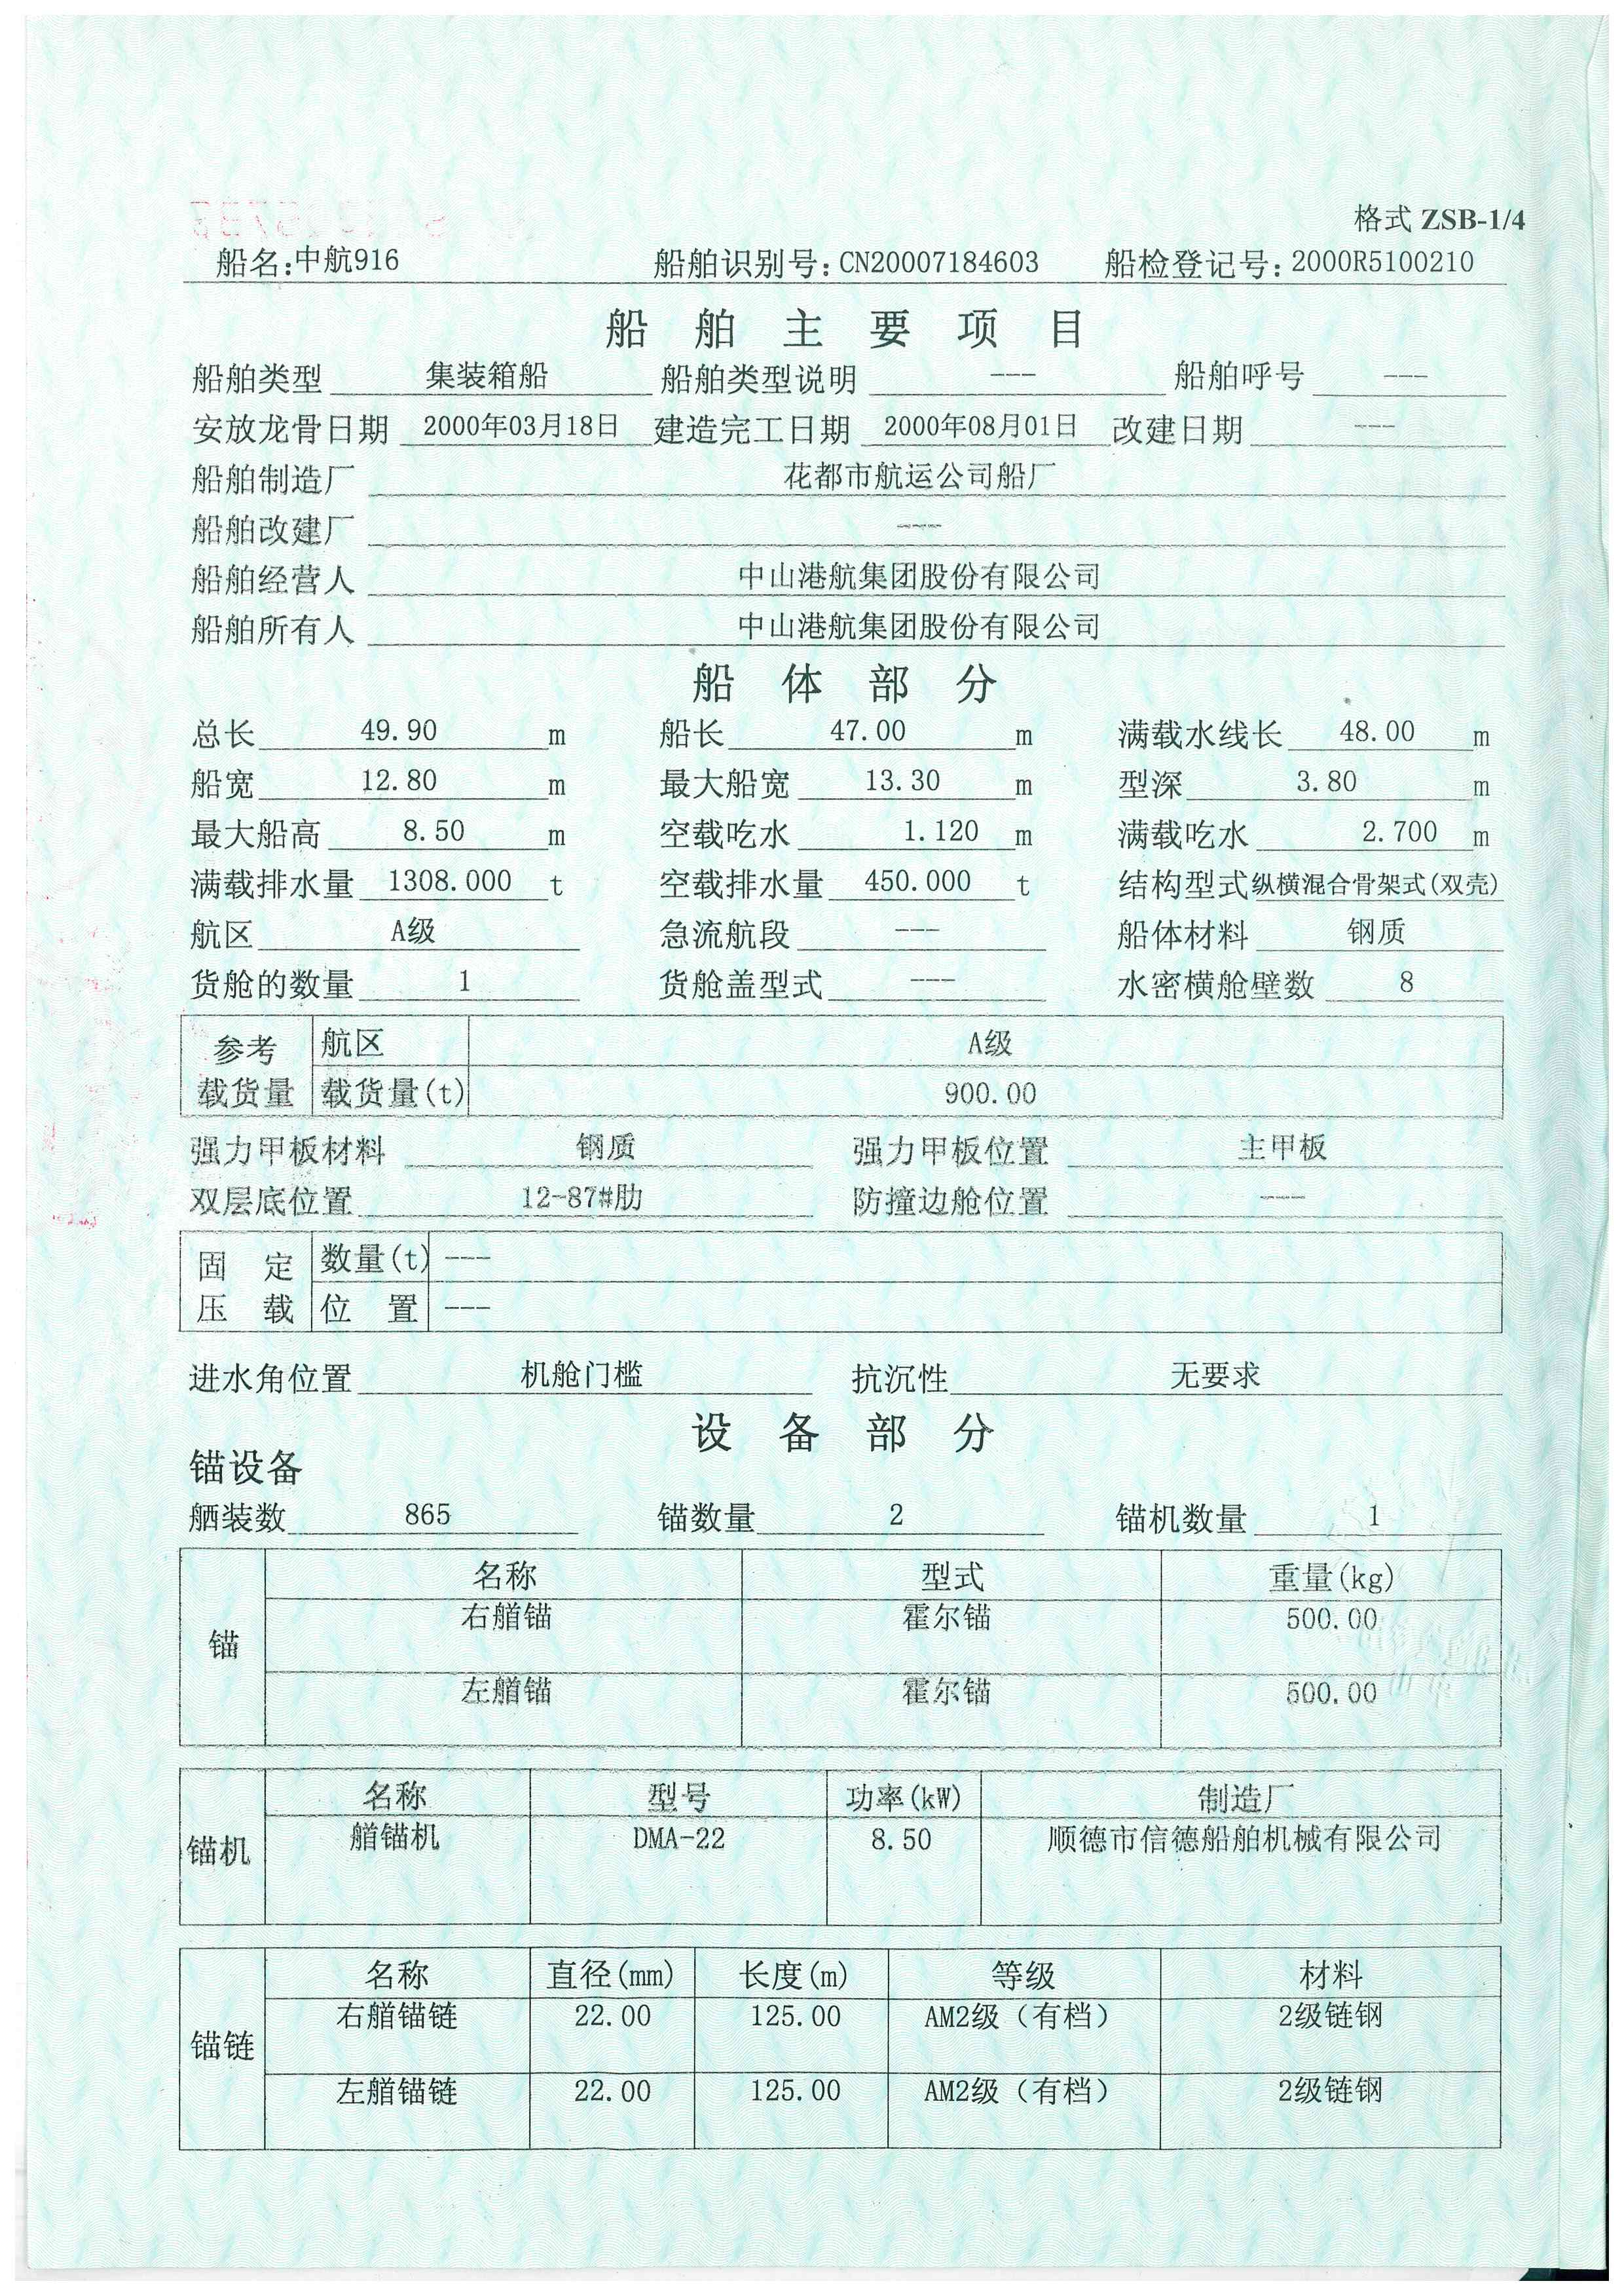 格式 ZSB-1/4
船名:中航916 船舶识别号:CN20007184603 船检登记号:2000R5100210
船舶主要项目
船舶类型 集装箱船 船舶类型说明 --- 船舶呼号 ---
安放龙骨日期 2000年03月18日 建造完工日期 2000年08月01日 改建日期 ---
船舶制造厂 花都市航运公司船厂
船舶改建厂 ---
船舶经营人 中山港航集团股份有限公司
船舶所有人 中山港航集团股份有限公司
船体部分
总长 49.90 m 船长 47.00 m 满载水线长 48.00 m
船宽 12.80 m 最大船宽 13.30 m 型深 3.80 m
最大船高 8.50 m 空载吃水 1.120 m 满载吃水 2.700 m
满载排水量 1308.000 t 空载排水量 450.000 t 结构型式 纵横混合骨架式(双壳)
航区 A级 急流航段 --- 船体材料 钢质
货舱的数量 1 货舱盖型式 --- 水密横舱壁数 8
参考 航区 A级
载货量 载货量(t) 900.00
强力甲板材料 钢质 强力甲板位置 主甲板
双层底位置 12-87#肋 防撞边舱位置 ---
固定 数量(t) ---
压载 位置 ---
进水角位置 机舱门槛 抗沉性 无要求
设备部分
锚设备
舾装数 865 锚数量 2 锚机数量 1
名称 型式 重量(kg)
锚 右艏锚 霍尔锚 500.00
左艏锚 霍尔锚 500.00
名称 型号 功率(kW) 制造厂
锚机 艏锚机 DMA-22 8.50 顺德市信德船舶机械有限公司
名称 直径(mm) 长度(m) 等级 材料
锚链 右艏锚链 22.00 125.00 AM2级（有档） 2级链钢
左艏锚链 22.00 125.00 AM2级（有档） 2级链钢